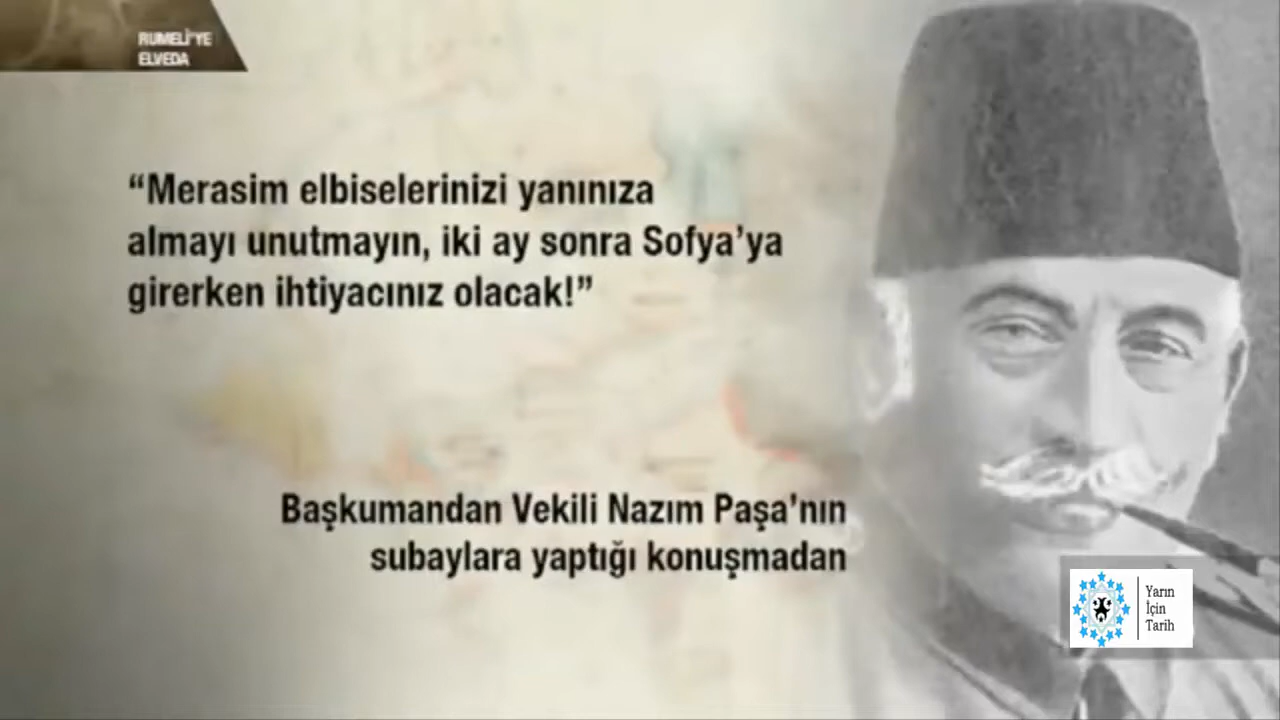 RUMELİ'YE
ELVEDA
“Merasim elbiselerinizi yanınıza
almayı unutmayın, iki ay sonra Sofya’ya
girerken ihtiyacınız olacak!”
Başkumandan Vekili Nazım Paşa'nın
subaylara yaptığı konuşmadan
Yarın
İçin
Tarih